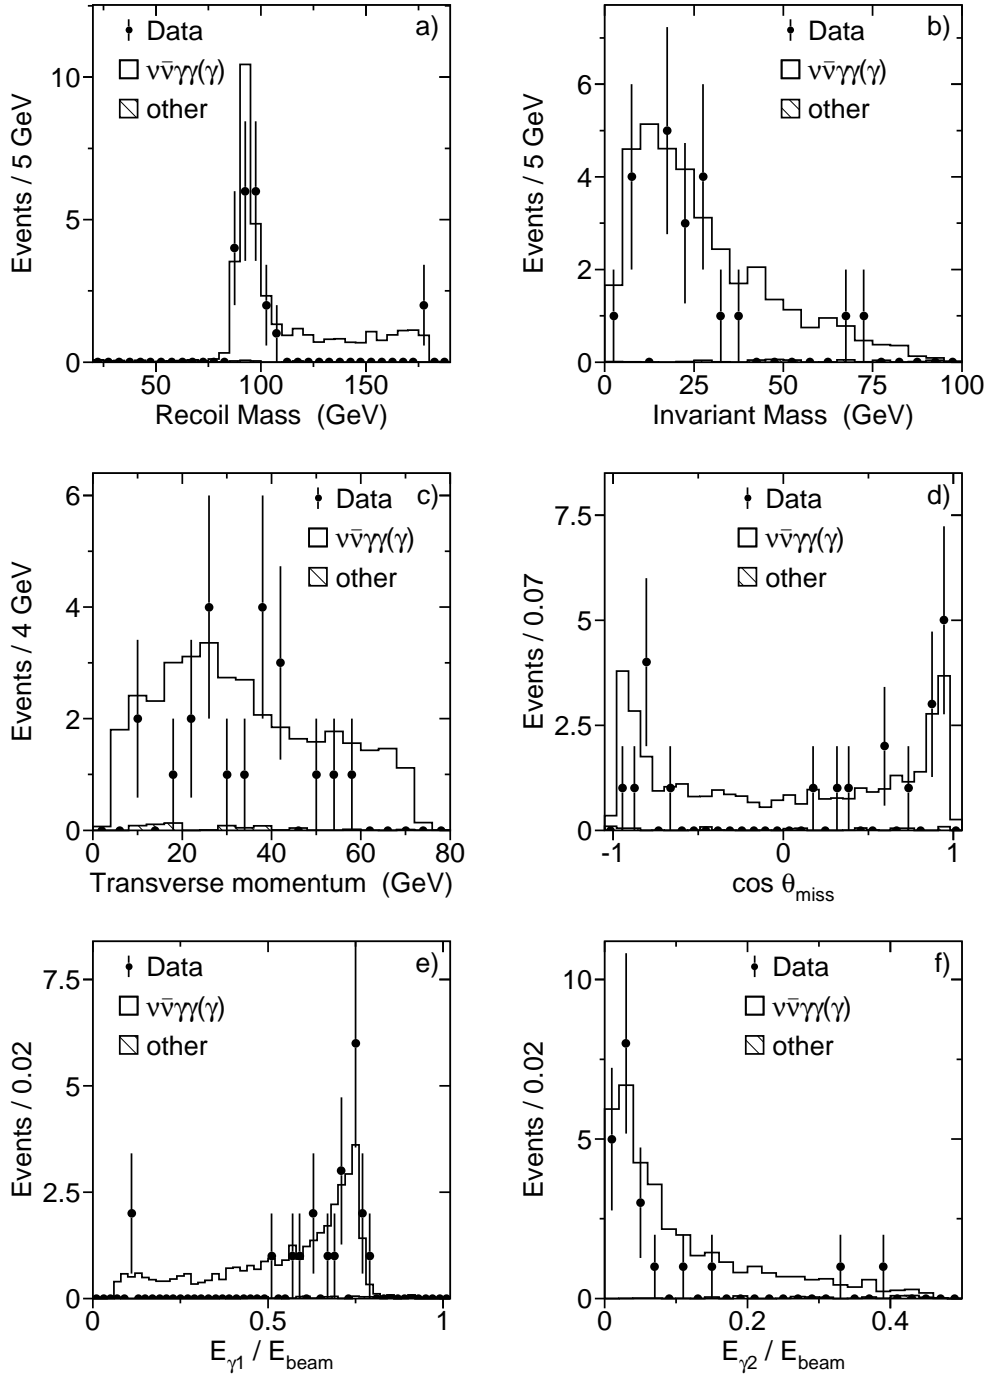 a)
Data
νν̄γγ(γ)
other
Events / 5 GeV
10
5
0
50 100 150
Recoil Mass (GeV)
b)
Data
νν̄γγ(γ)
other
Events / 5 GeV
6
4
2
0
0 25 50 75 100
Invariant Mass (GeV)
c)
Data
νν̄γγ(γ)
other
Events / 4 GeV
6
4
2
0
0 20 40 60 80
Transverse momentum (GeV)
d)
Data
νν̄γγ(γ)
other
Events / 0.07
7.5
5
2.5
0
-1 0 1
cos θmiss
e)
Data
νν̄γγ(γ)
other
Events / 0.02
7.5
5
2.5
0
0 0.5 1
Eγ1 / Ebeam
f)
Data
νν̄γγ(γ)
other
Events / 0.02
10
5
0
0 0.2 0.4
Eγ2 / Ebeam